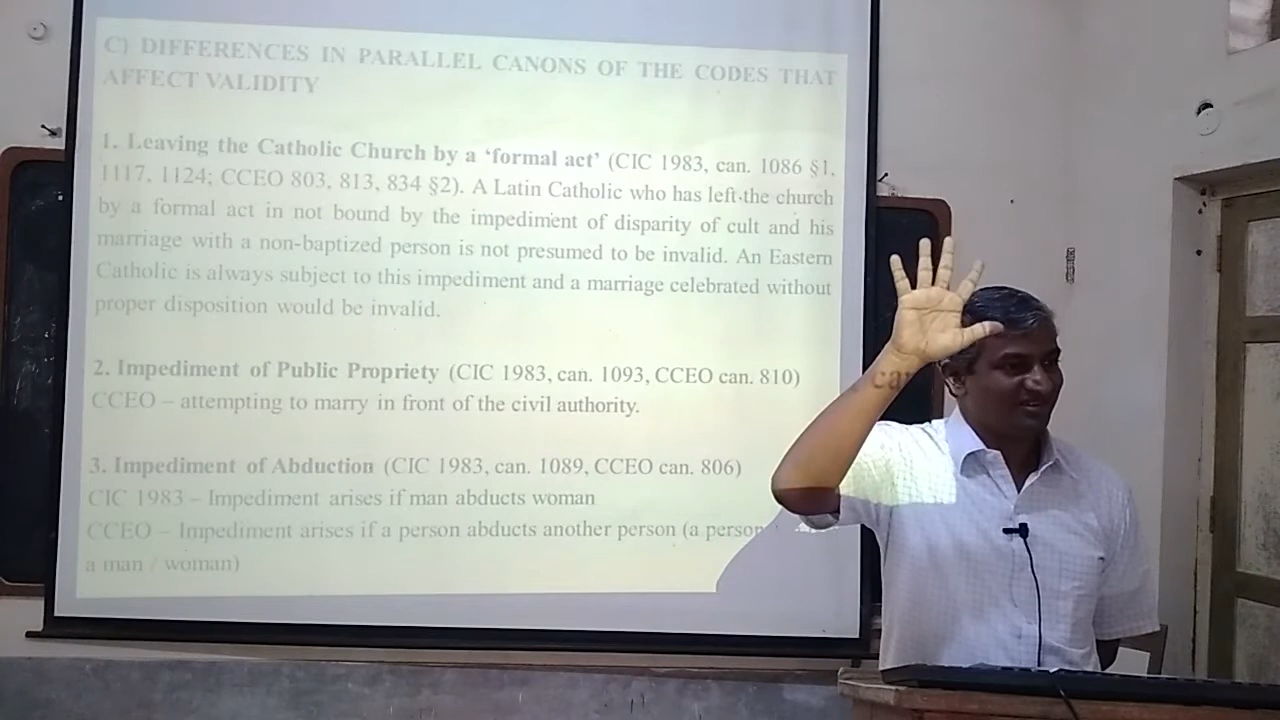 C) DIFFERENCES IN PARALLEL CANONS OF THE CODES THAT
AFFECT VALIDITY
1. Leaving the Catholic Church by a ‘formal act’ (CIC 1983, can. 1086 §1,
1117, 1124; CCEO 803, 813, 834 §2). A Latin Catholic who has left the church
by a formal act in not bound by the impediment of disparity of cult and his
marriage with a non-baptized person is not presumed to be invalid. An Eastern
Catholic is always subject to this impediment and a marriage celebrated without
proper disposition would be invalid.
2. Impediment of Public Propriety (CIC 1983, can. 1093, CCEO can. 810)
CCEO – attempting to marry in front of the civil authority.
3. Impediment of Abduction (CIC 1983, can. 1089, CCEO can. 806)
CIC 1983 – Impediment arises if man abducts woman
CCEO – Impediment arises if a person abducts another person (a person
a man / woman)